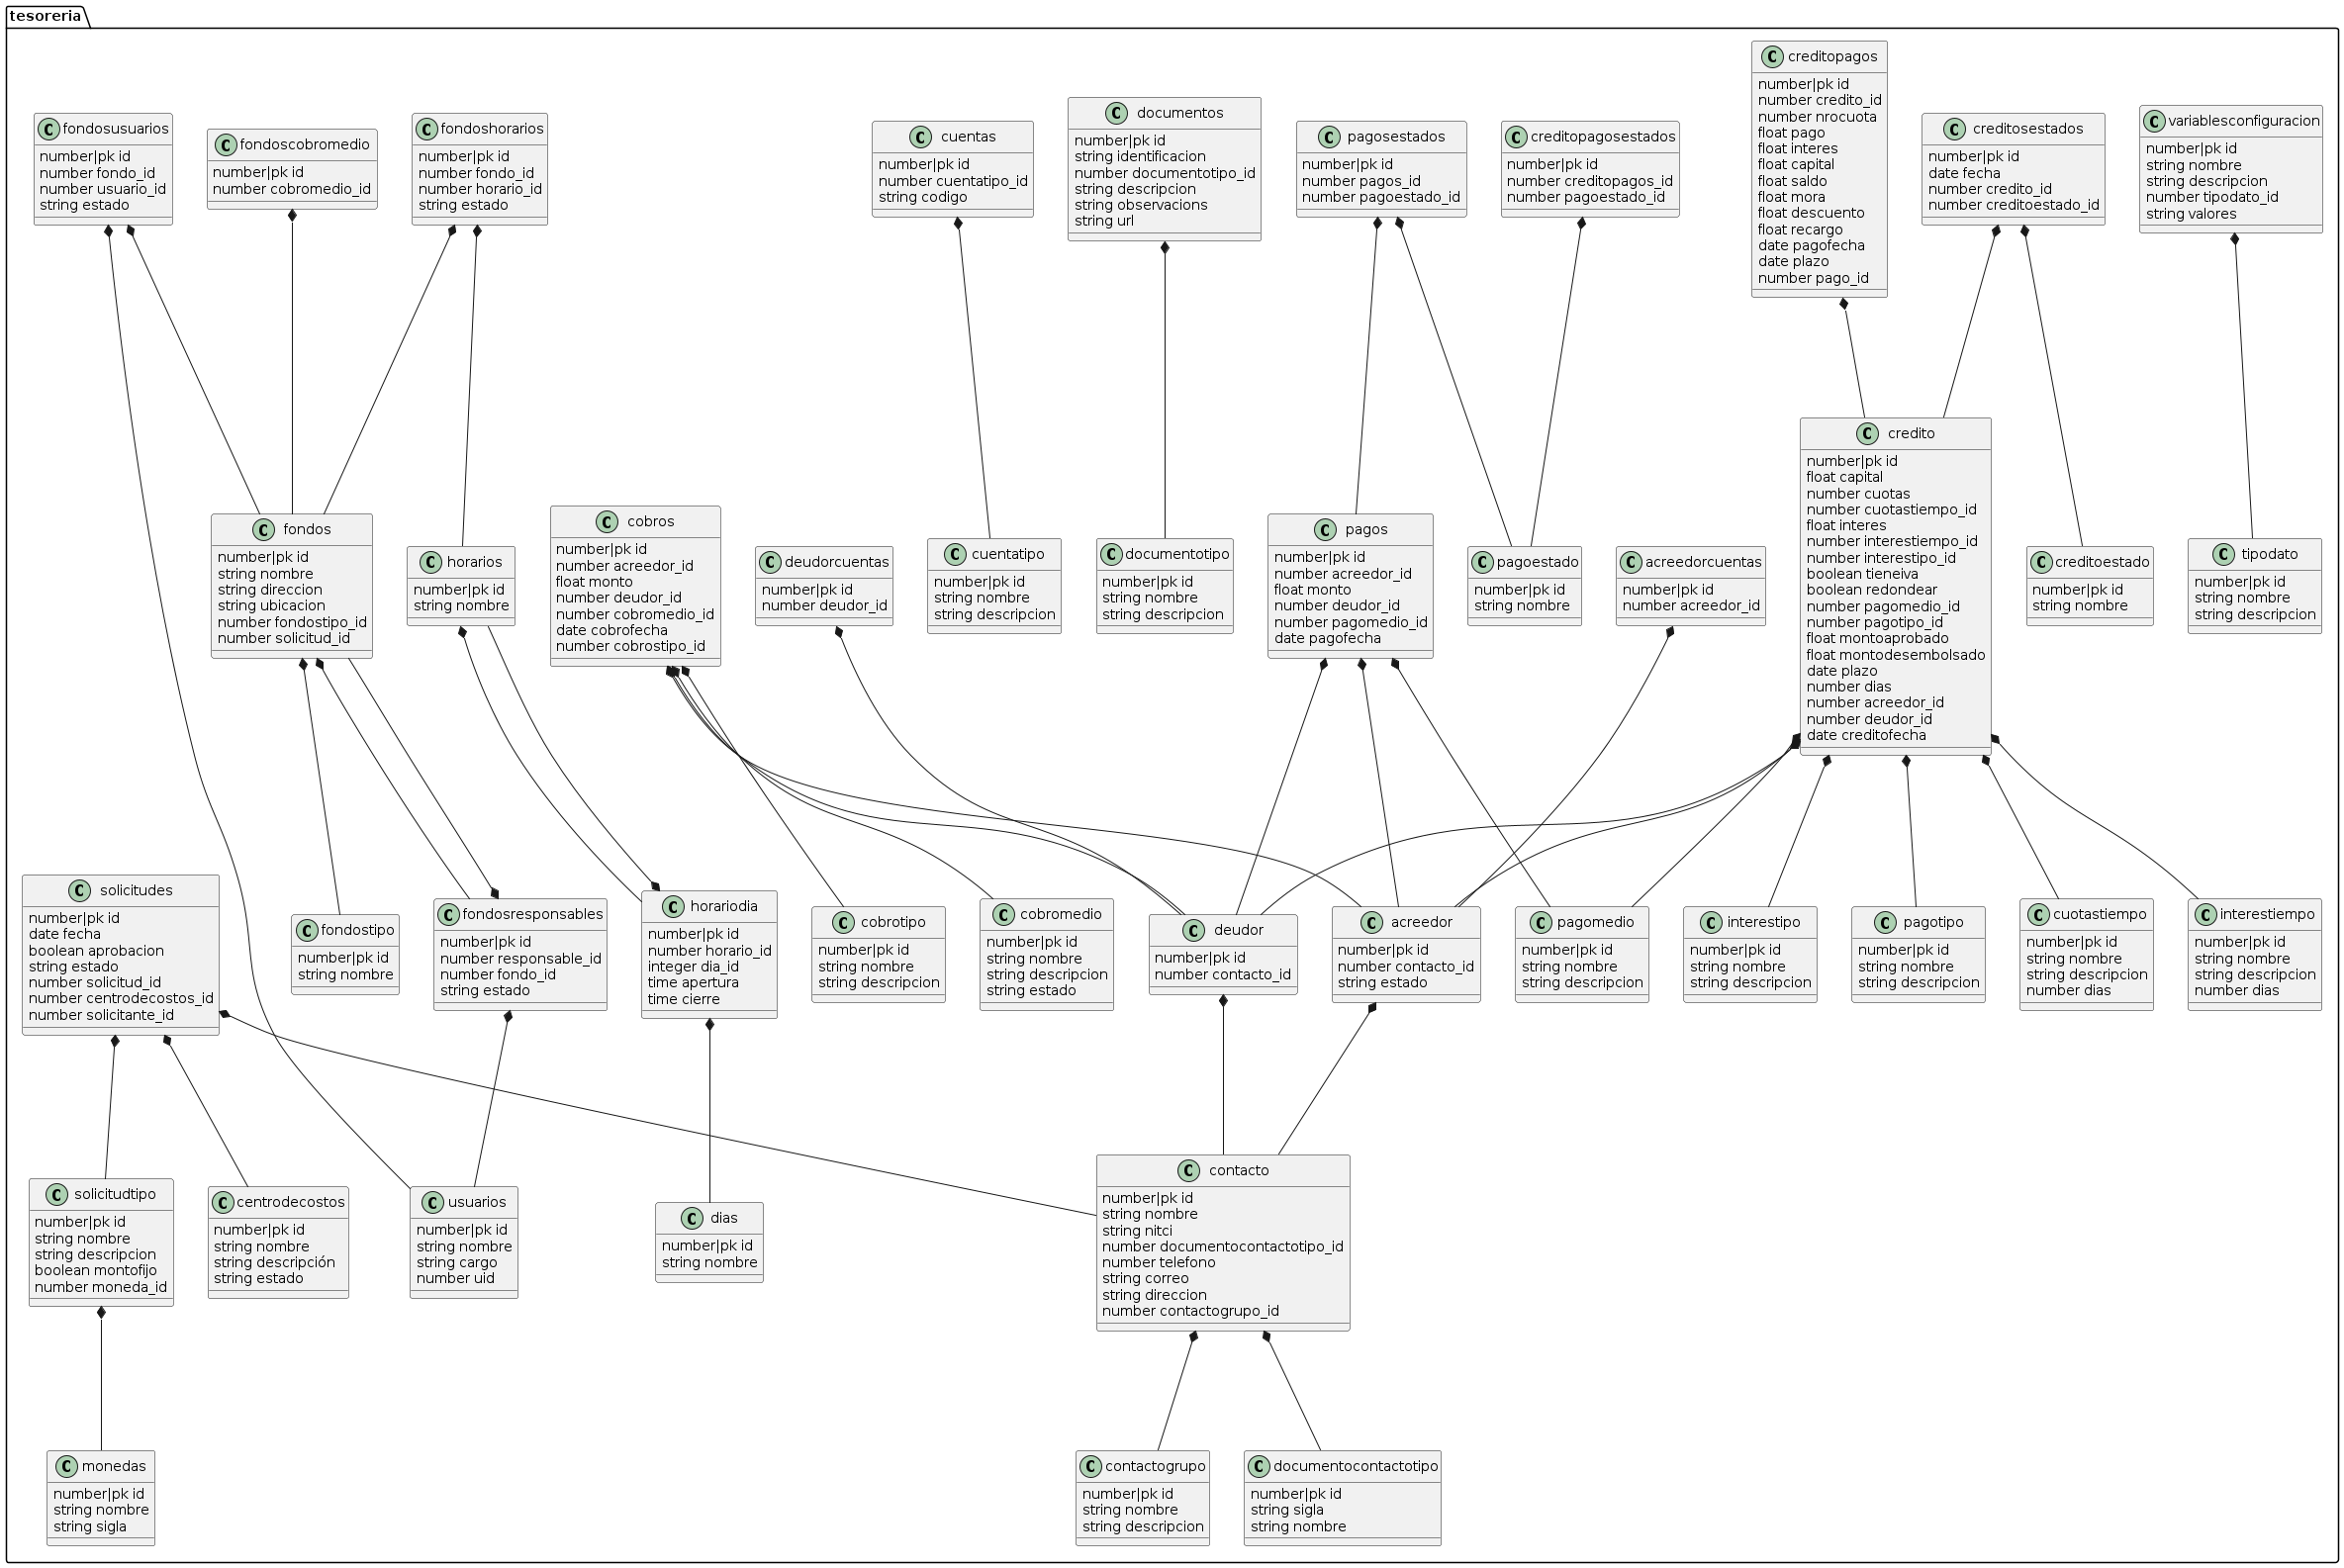 tesoreria
C creditopagos
number|pk id
number credito_id
number nrocuota
float pago
float interes
float capital
float saldo
float mora
float descuento
float recargo
date pagofecha
date plazo
number pago_id
C fondosusuarios
number|pk id
number fondo_id
number usuario_id
string estado
C fondoscobromedio
number|pk id
number cobromedio_id
C fondoshorarios
number|pk id
number fondo_id
number horario_id
string estado
C cuentas
number|pk id
number cuentatipo_id
string codigo
C documentos
number|pk id
string identificacion
number documentotipo_id
string descripcion
string observacions
string url
C pagosestados
number|pk id
number pagos_id
number pagoestado_id
C creditopagosestados
number|pk id
number creditopagos_id
number pagoestado_id
C creditosestados
number|pk id
date fecha
number credito_id
number creditoestado_id
C variablesconfiguracion
number|pk id
string nombre
string descripcion
number tipodato_id
string valores
C credito
number|pk id
float capital
number cuotas
number cuotastiempo_id
float interes
number interestiempo_id
number interestipo_id
boolean tieneiva
boolean redondear
number pagomedio_id
number pagotipo_id
float montoaprobado
float montodesembolsado
date plazo
number dias
number acreedor_id
number deudor_id
date creditofecha
C fondos
number|pk id
string nombre
string direccion
string ubicacion
number fondostipo_id
number solicitud_id
C horarios
number|pk id
string nombre
C cobros
number|pk id
number acreedor_id
float monto
number deudor_id
number cobromedio_id
date cobrofecha
number cobrostipo_id
C deudorcuentas
number|pk id
number deudor_id
C cuentatipo
number|pk id
string nombre
string descripcion
C documentotipo
number|pk id
string nombre
string descripcion
C pagos
number|pk id
number acreedor_id
float monto
number deudor_id
number pagomedio_id
date pagofecha
C pagoestado
number|pk id
string nombre
C acreedorcuentas
number|pk id
number acreedor_id
C creditoestado
number|pk id
string nombre
C tipodato
number|pk id
string nombre
string descripcion
C solicitudes
number|pk id
date fecha
boolean aprobacion
string estado
number solicitud_id
number centrodecostos_id
number solicitante_id
C fondostipo
number|pk id
string nombre
C fondosresponsables
number|pk id
number responsable_id
number fondo_id
string estado
C horariodia
number|pk id
number horario_id
integer dia_id
time apertura
time cierre
C cobrotipo
number|pk id
string nombre
string descripcion
C cobromedio
number|pk id
string nombre
string descripcion
string estado
C deudor
number|pk id
number contacto_id
C acreedor
number|pk id
number contacto_id
string estado
C pagomedio
number|pk id
string nombre
string descripcion
C interestipo
number|pk id
string nombre
string descripcion
C pagotipo
number|pk id
string nombre
string descripcion
C cuotastiempo
number|pk id
string nombre
string descripcion
number dias
C interestiempo
number|pk id
string nombre
string descripcion
number dias
C solicitudtipo
number|pk id
string nombre
string descripcion
boolean montofijo
number moneda_id
C centrodecostos
number|pk id
string nombre
string descripción
string estado
C usuarios
number|pk id
string nombre
string cargo
number uid
C dias
number|pk id
string nombre
C contacto
number|pk id
string nombre
string nitci
number documentocontactotipo_id
number telefono
string correo
string direccion
number contactogrupo_id
C monedas
number|pk id
string nombre
string sigla
C contactogrupo
number|pk id
string nombre
string descripcion
C documentocontactotipo
number|pk id
string sigla
string nombre